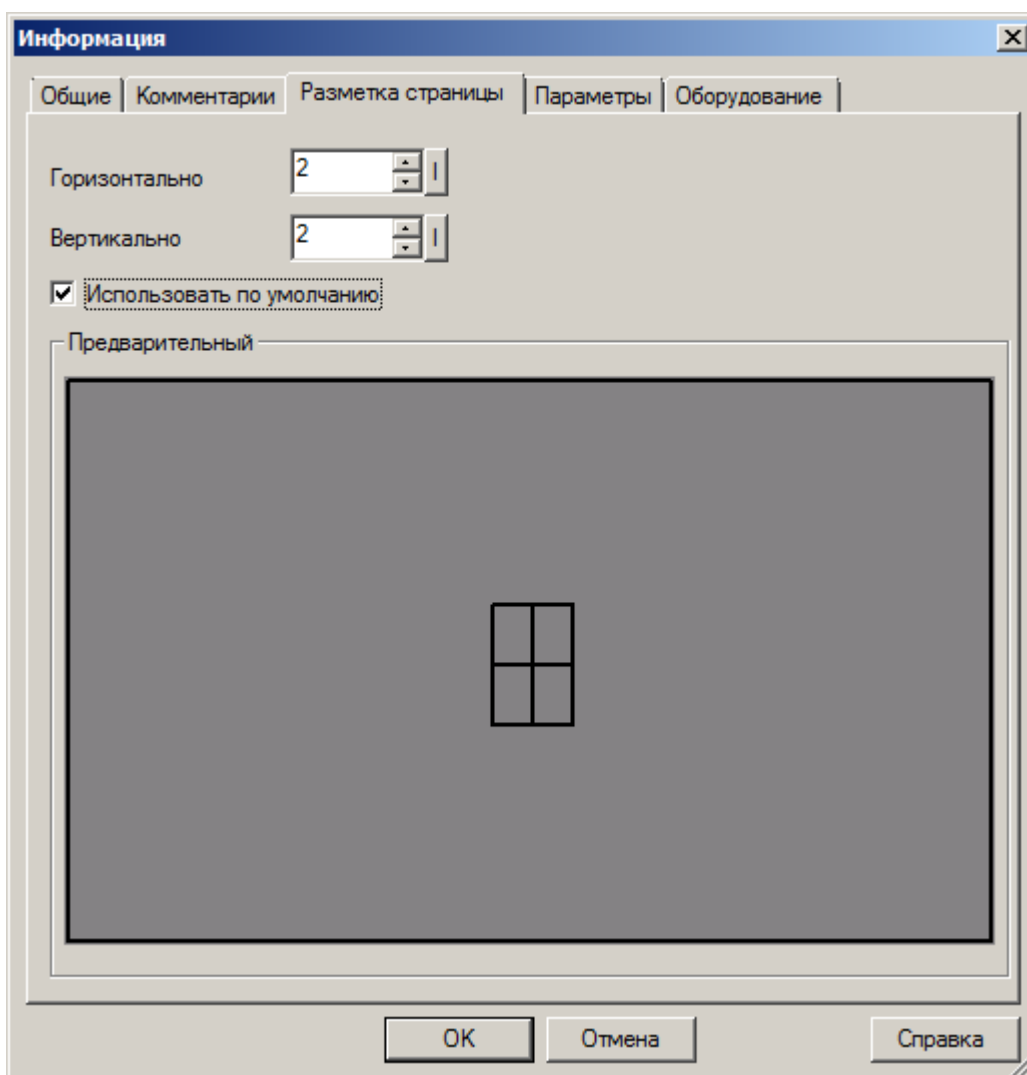 Информация
Общие Комментарии Разметка страницы Параметры Оборудование
Горизонтально 2 I
Вертикально 2 I
Использовать по умолчанию
Предварительный
OK Отмена Справка